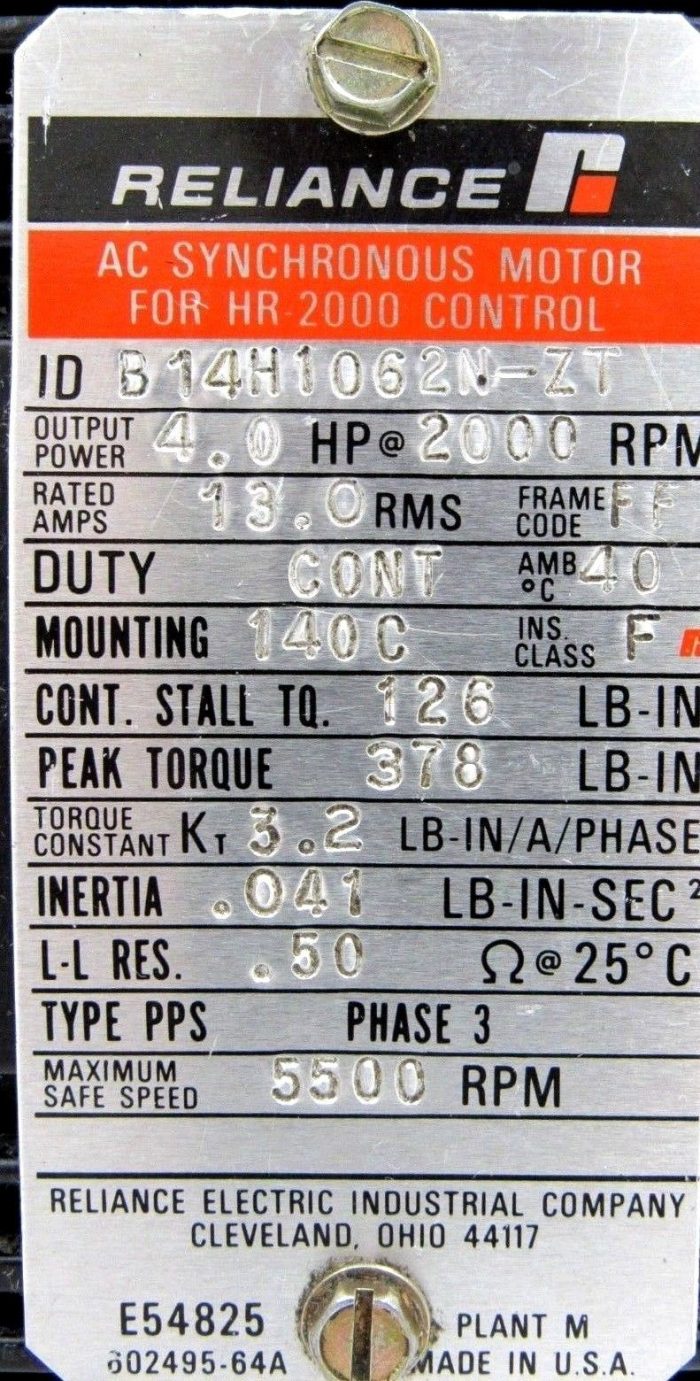 RELIANCE
AC SYNCHRONOUS MOTOR
FOR HR-2000 CONTROL
ID B14H1062N-ZT
OUTPUT POWER 4.0 HP@ 2000 RPM
RATED AMPS 13.0 RMS FRAME CODE FF
DUTY CONT AMB °C 40
MOUNTING 140C INS. CLASS F
CONT. STALL TQ. 126 LB-IN
PEAK TORQUE 378 LB-IN
TORQUE CONSTANT KT 3.2 LB-IN/A/PHASE
INERTIA .041 LB-IN-SEC²
L-L RES. .50 Ω@25°C
TYPE PPS PHASE 3
MAXIMUM SAFE SPEED 5500 RPM
RELIANCE ELECTRIC INDUSTRIAL COMPANY
CLEVELAND, OHIO 44117
E54825 PLANT M
602495-64A MADE IN U.S.A.